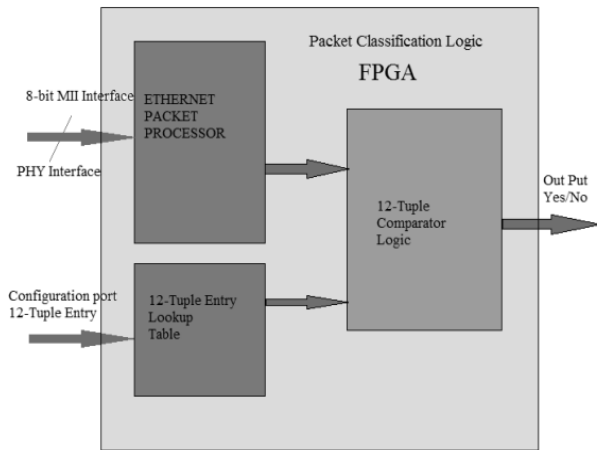 Packet Classification Logic
FPGA
8-bit MII Interface
PHY Interface
ETHERNET
PACKET
PROCESSOR
12-Tuple
Comparator
Logic
Out Put
Yes/No
Configuration port
12-Tuple Entry
12-Tuple Entry
Lookup
Table